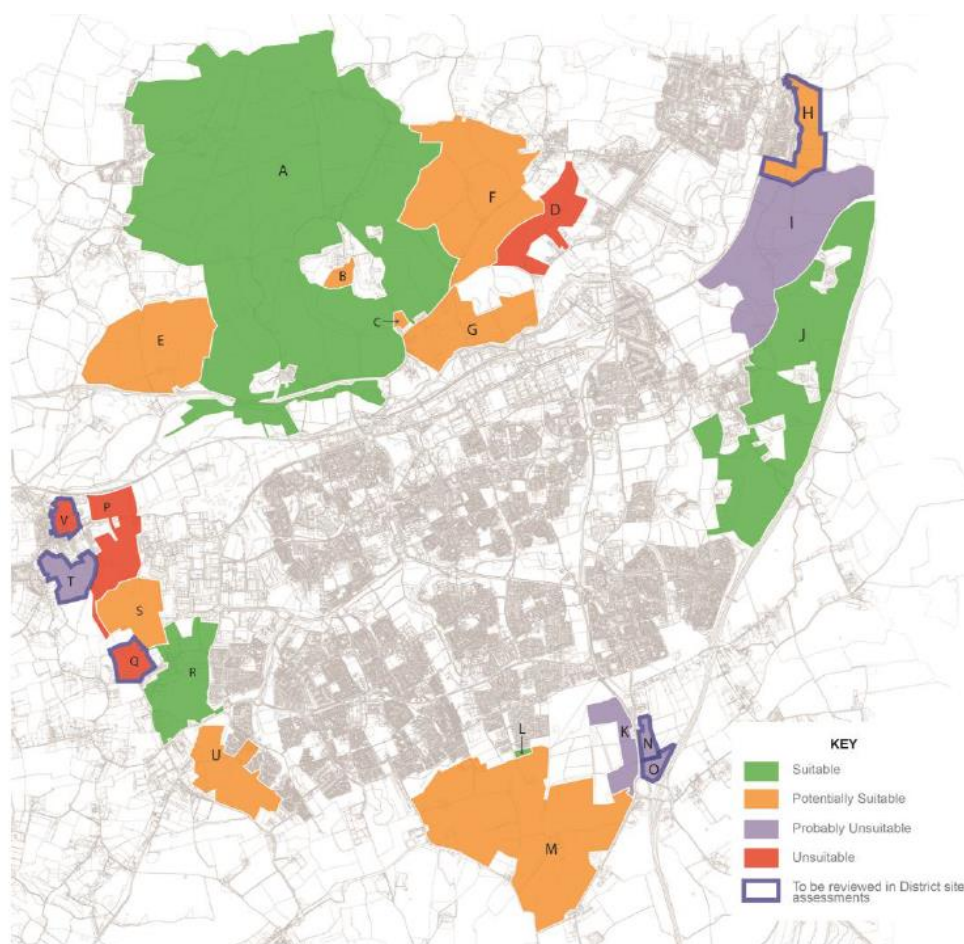 H
A
F
D
I
B
C
G
E
J
V
P
T
S
Q
R
U
L
K
N
O
M
KEY
Suitable
Potentially Suitable
Probably Unsuitable
Unsuitable
To be reviewed in District site
assessments